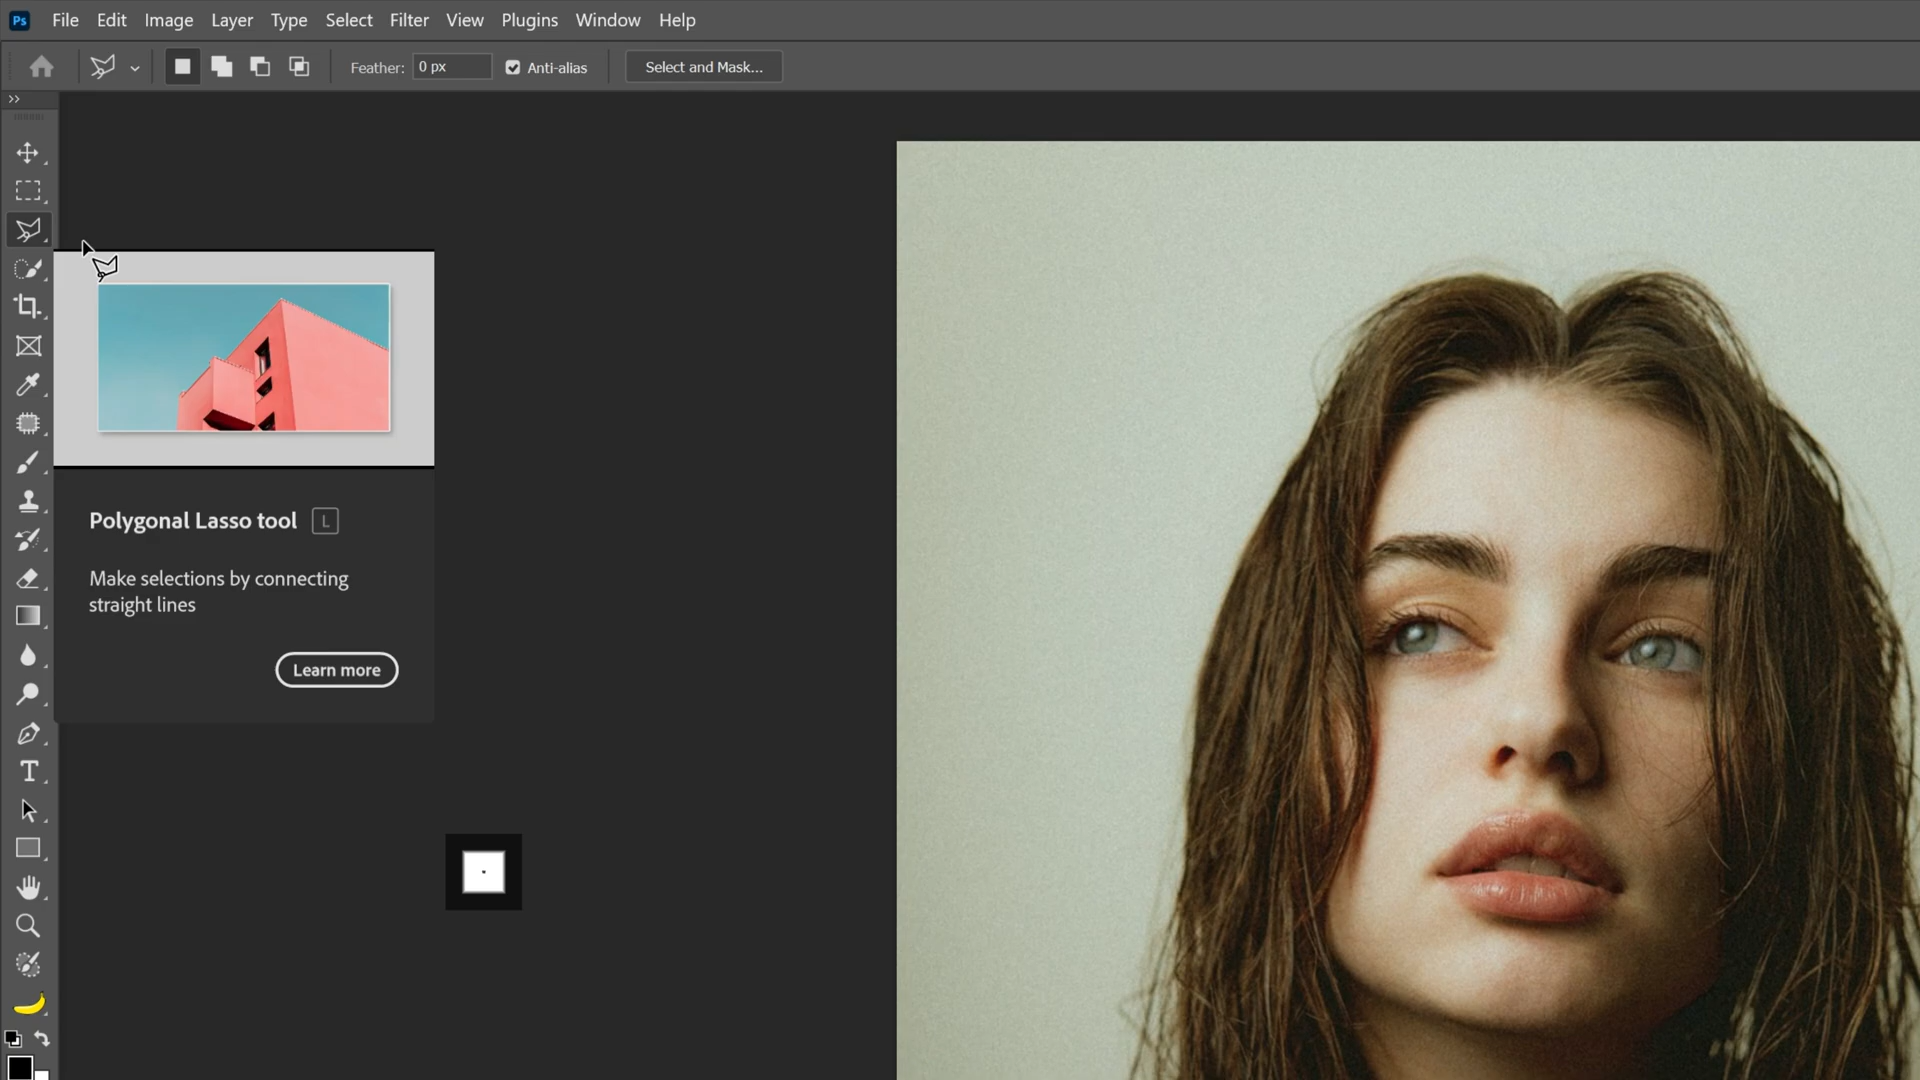 Ps File Edit Image Layer Type Select Filter View Plugins Window Help
Feather: 0 px Anti-alias Select and Mask...
Polygonal Lasso tool L
Make selections by connecting
straight lines
Learn more
T